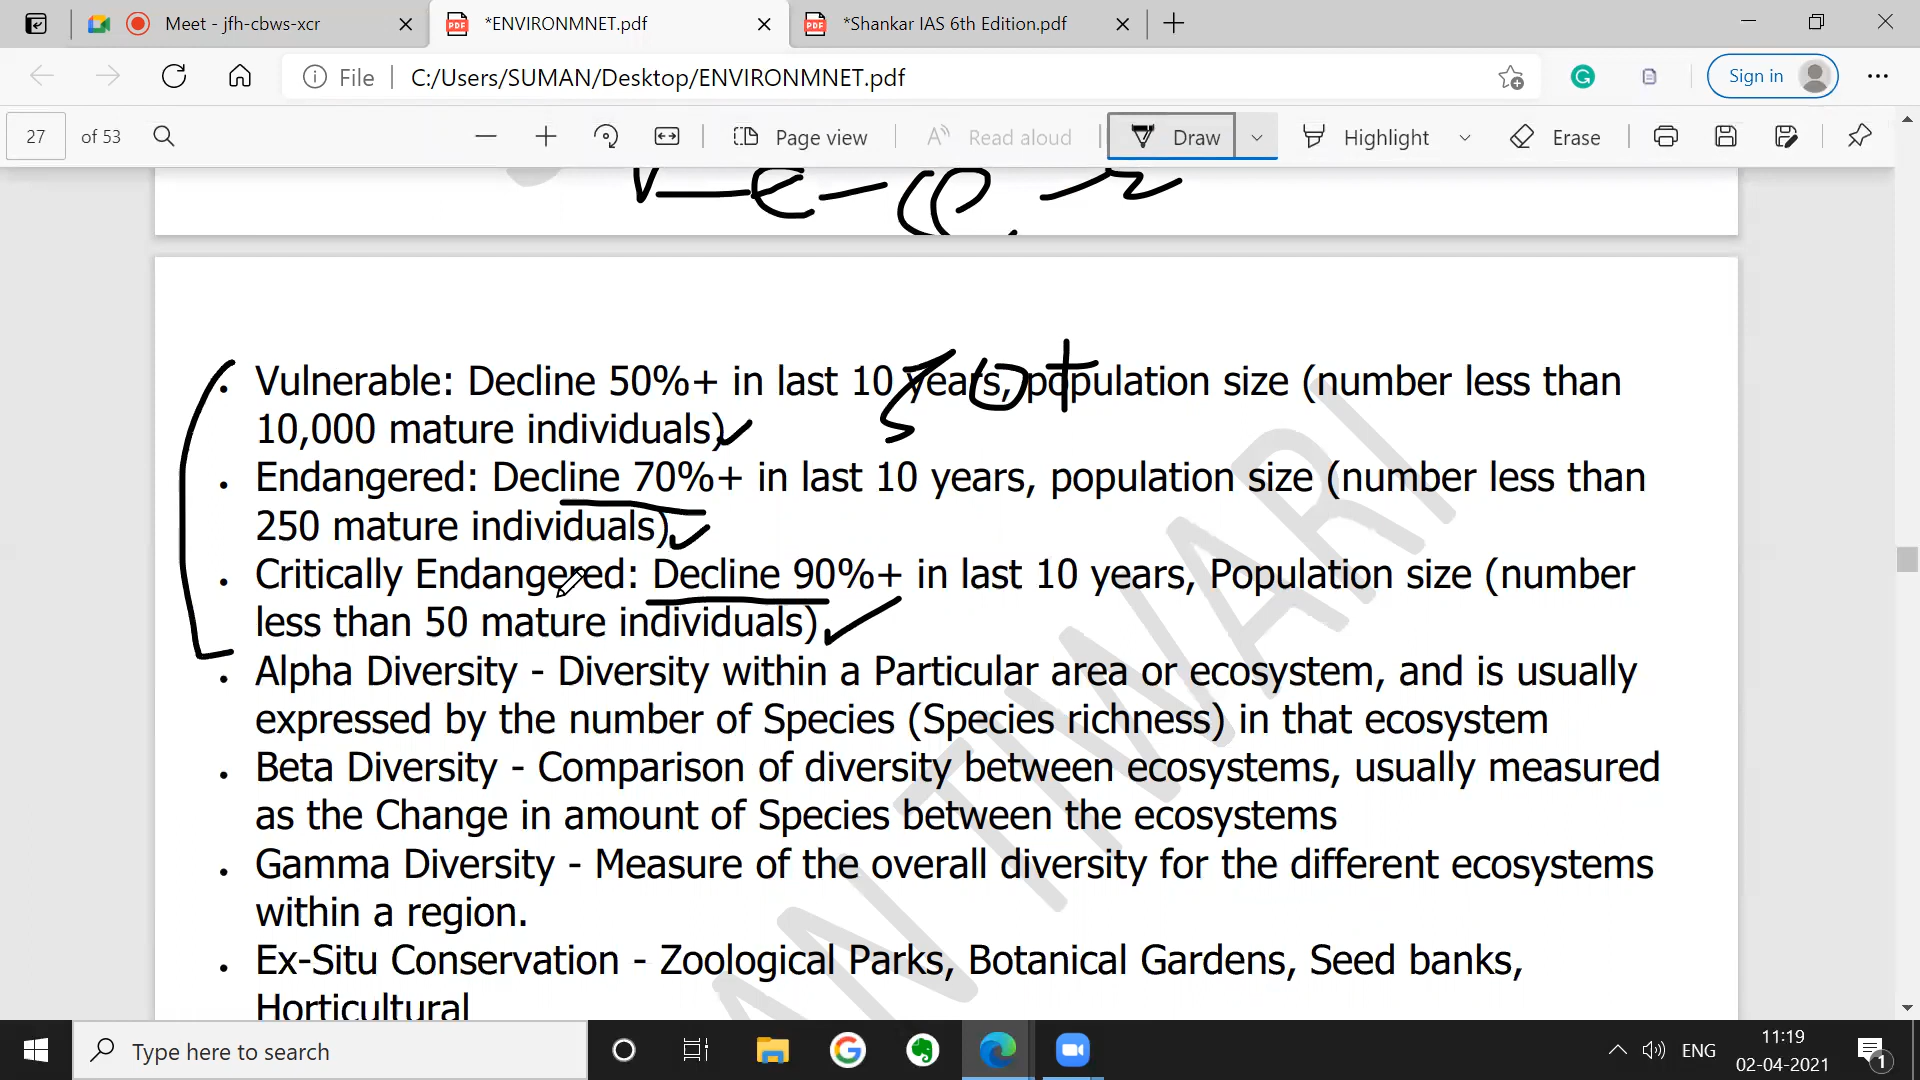 Meet - jfh-cbws-xcr
*ENVIRONMNET.pdf
*Shankar IAS 6th Edition.pdf
File
C:/Users/SUMAN/Desktop/ENVIRONMNET.pdf
Sign in
27 of 53
Page view
Read aloud
Draw
Highlight
Erase
Vulnerable: Decline 50%+ in last 10 years, population size (number less than
10,000 mature individuals)
Endangered: Decline 70%+ in last 10 years, population size (number less than
250 mature individuals)
Critically Endangered: Decline 90%+ in last 10 years, Population size (number
less than 50 mature individuals)
Alpha Diversity - Diversity within a Particular area or ecosystem, and is usually
expressed by the number of Species (Species richness) in that ecosystem
Beta Diversity - Comparison of diversity between ecosystems, usually measured
as the Change in amount of Species between the ecosystems
Gamma Diversity - Measure of the overall diversity for the different ecosystems
within a region.
Ex-Situ Conservation - Zoological Parks, Botanical Gardens, Seed banks,
Horticultural
AN TIWARI
Type here to search
ENG
11:19
02-04-2021
1